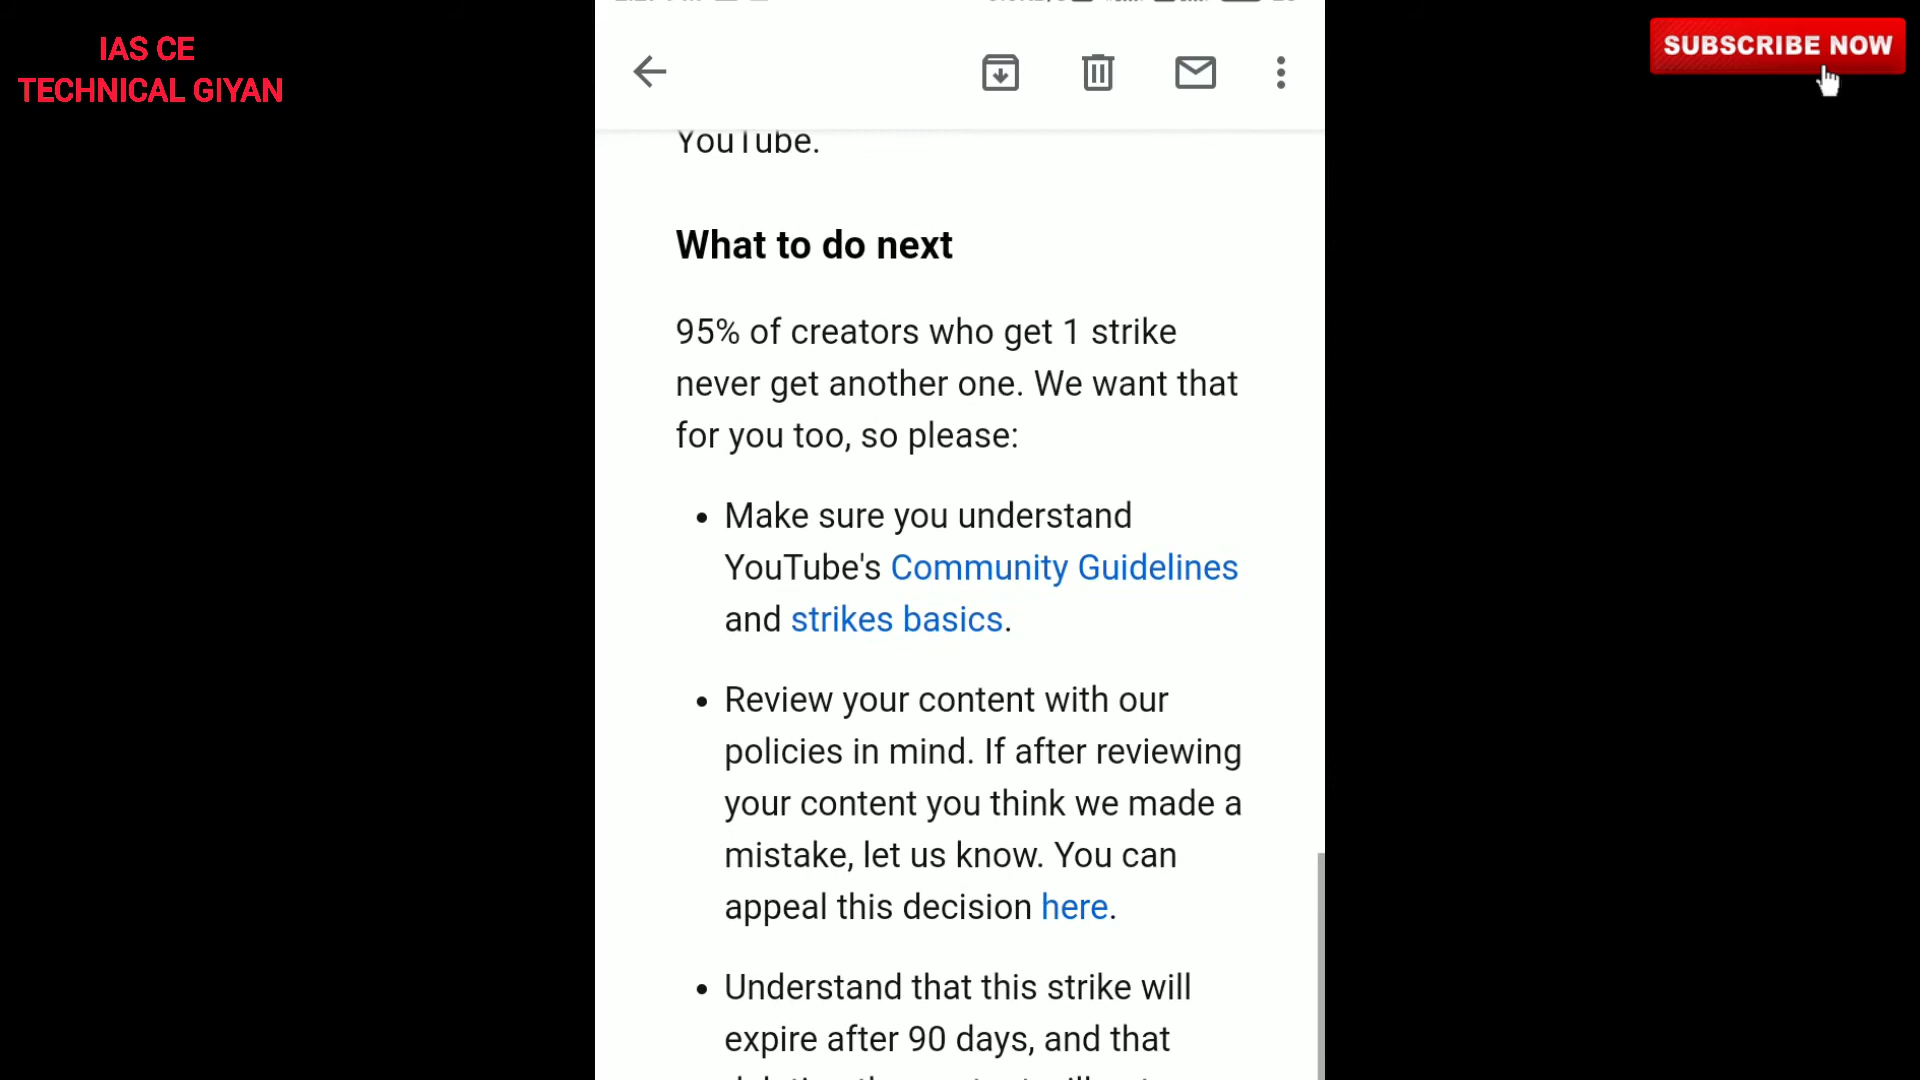 IAS CE
TECHNICAL GIYAN
SUBSCRIBE NOW
YouTube.
What to do next
95% of creators who get 1 strike
never get another one. We want that
for you too, so please:
• Make sure you understand
YouTube's Community Guidelines
and strikes basics.
• Review your content with our
policies in mind. If after reviewing
your content you think we made a
mistake, let us know. You can
appeal this decision here.
• Understand that this strike will
expire after 90 days, and that